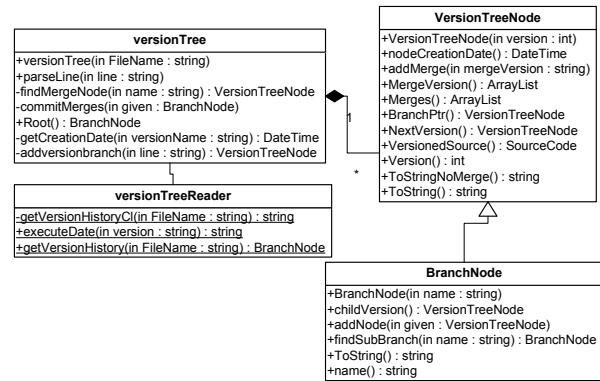 versionTree
+versionTree(in FileName : string)
+parseLine(in line : string)
-findMergeNode(in name : string) : VersionTreeNode
-commitMerges(in given : BranchNode)
+Root() : BranchNode
-getCreationDate(in versionName : string) : DateTime
-addversionbranch(in line : string) : VersionTreeNode
versionTreeReader
-getVersionHistoryCl(in FileName : string) : string
+executeDate(in version : string) : string
+getVersionHistory(in FileName : string) : BranchNode
1
*
VersionTreeNode
+VersionTreeNode(in version : int)
+nodeCreationDate() : DateTime
+addMerge(in mergeVersion : string)
+MergeVersion() : ArrayList
+Merges() : ArrayList
+BranchPtr() : VersionTreeNode
+NextVersion() : VersionTreeNode
+VersionedSource() : SourceCode
+Version() : int
+ToStringNoMerge() : string
+ToString() : string
BranchNode
+BranchNode(in name : string)
+childVersion() : VersionTreeNode
+addNode(in given : VersionTreeNode)
+findSubBranch(in name : string) : BranchNode
+ToString() : string
+name() : string